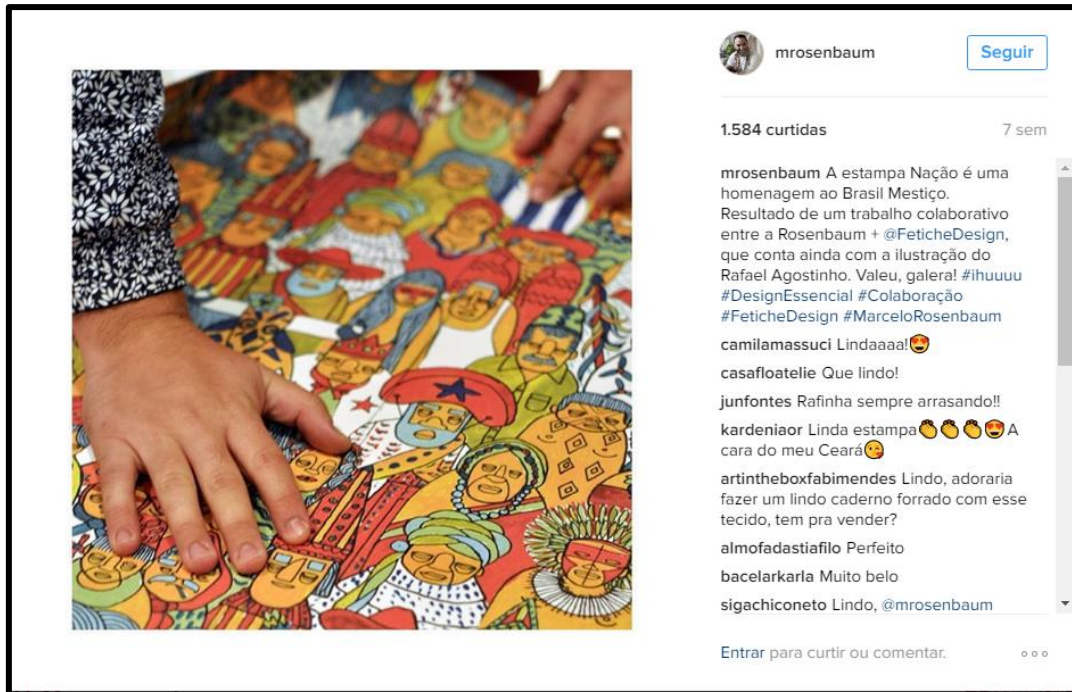 mrosenbaum
Seguir
1.584 curtidas
7 sem
mrosenbaum A estampa Nação é uma
homenagem ao Brasil Mestiço.
Resultado de um trabalho colaborativo
entre a Rosenbaum + @FeticheDesign,
que conta ainda com a ilustração do
Rafael Agostinho. Valeu, galera! #ihuuuu
#DesignEssencial #Colaboração
#FeticheDesign #MarceloRosenbaum
camilamassuci Lindaaaa!😍
casafloatelie Que lindo!
junfontes Rafinha sempre arrasando!!
kardeniaor Linda estampa👏👏👏😍A
cara do meu Ceará😘
artintheboxfabimendes Lindo, adoraria
fazer um lindo caderno forrado com esse
tecido, tem pra vender?
almofadastiafilo Perfeito
bacelarkarla Muito belo
sigachiconeto Lindo, @mrosenbaum
Entrar para curtir ou comentar.